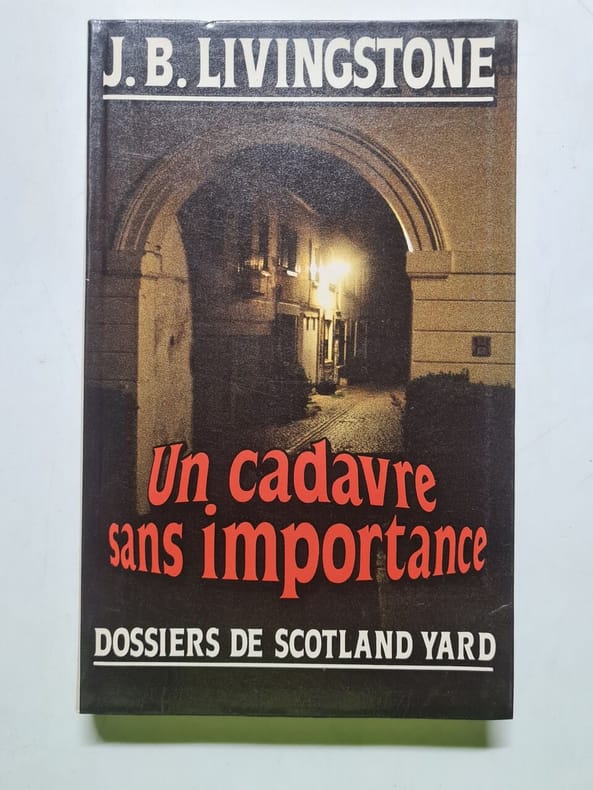 J. B. LIVINGSTONE
Un cadavre
sans importance
DOSSIERS DE SCOTLAND YARD